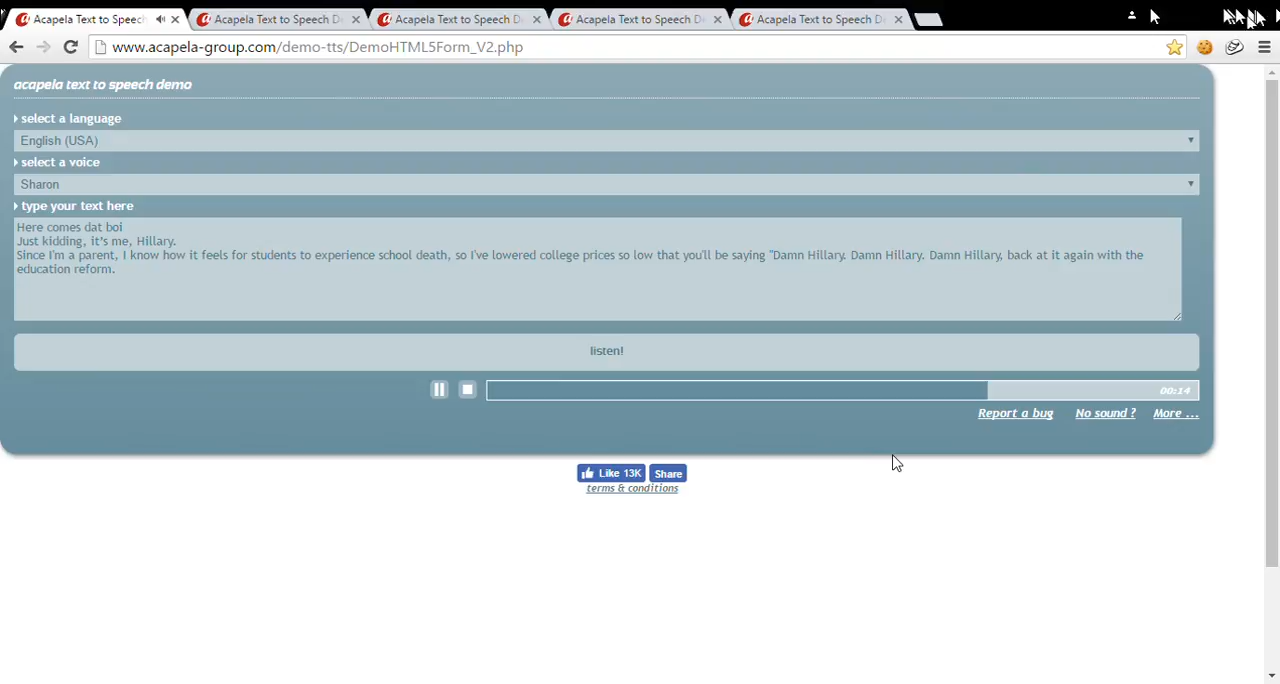 Acapela Text to Speech
Acapela Text to Speech D
Acapela Text to Speech D
Acapela Text to Speech D
Acapela Text to Speech D
www.acapela-group.com/demo-tts/DemoHTML5Form_V2.php
acapela text to speech demo
select a language
English (USA)
select a voice
Sharon
type your text here
Here comes dat boi
Just kidding, it's me, Hillary.
Since I'm a parent, I know how it feels for students to experience school death, so I've lowered college prices so low that you'll be saying "Damn Hillary. Damn Hillary. Damn Hillary, back at it again with the
education reform.
listen!
00:14
Report a bug No sound ? More ...
Like 13K Share
terms & conditions